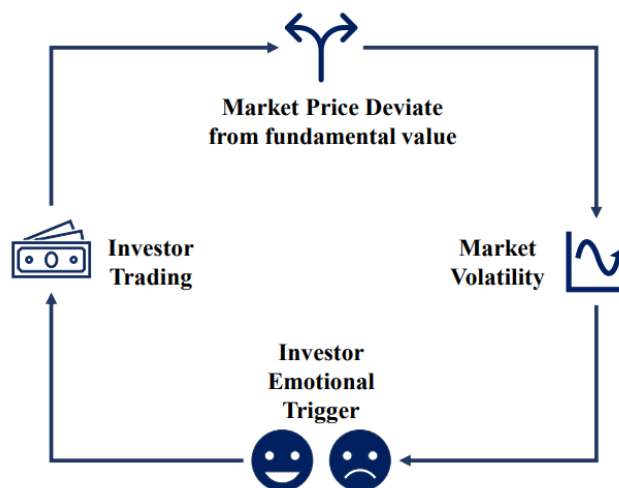 Market Price Deviate
from fundamental value
Investor
Trading
Market
Volatility
Investor
Emotional
Trigger